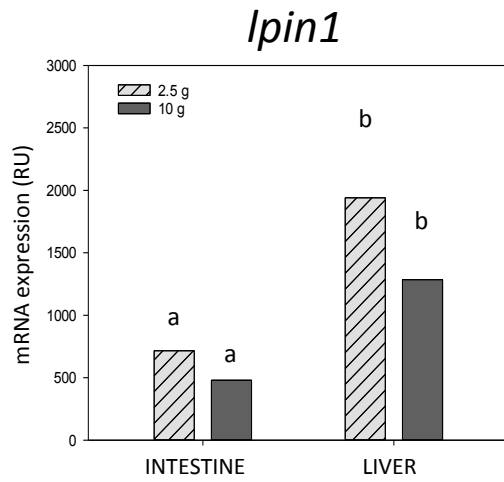 lpin1
mRNA expression (RU)
3000
2500
2000
1500
1000
500
0
2.5 g
10 g
a
a
b
b
INTESTINE
LIVER